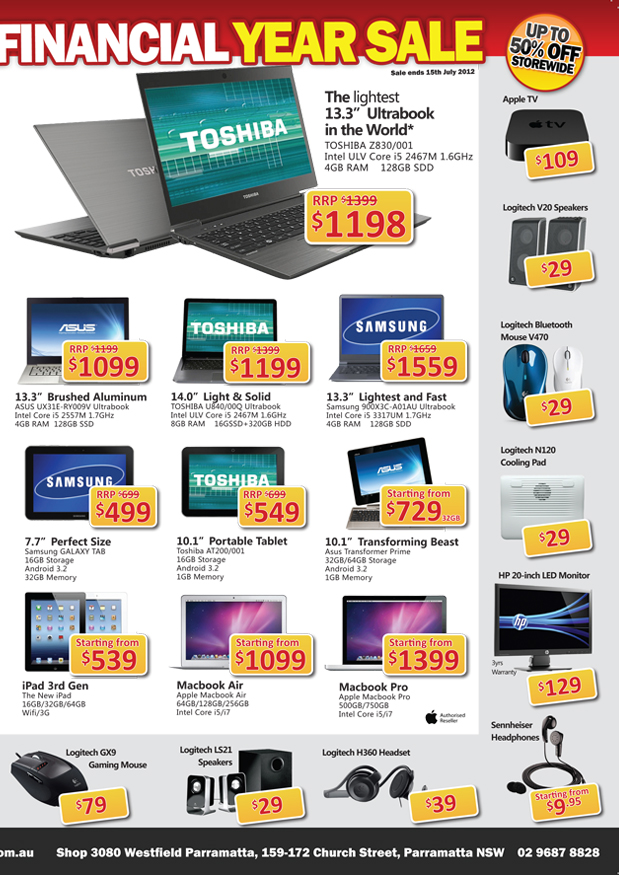 FINANCIAL YEAR SALE
UP TO
50% OFF
STOREWIDE
Sale ends 15th July 2012
TOSHIBA
The lightest
13.3" Ultrabook
in the World*
TOSHIBA Z830/001
Intel ULV Core i5 2467M 1.6GHz
4GB RAM 128GB SDD
TOSHIBA
RRP $1399
$1198
Apple TV
tv
$109
Logitech V20 Speakers
$29
Logitech Bluetooth
Mouse V470
$29
Logitech N120
Cooling Pad
$29
HP 20-inch LED Monitor
hp
3yrs
Warranty
$129
Sennheiser
Headphones
Starting from
$9.95
ASUS
RRP $1199
$1099
13.3" Brushed Aluminum
ASUS UX31E-RY009V Ultrabook
Intel Core i5 2557M 1.7GHz
4GB RAM 128GB SSD
TOSHIBA
RRP $1399
$1199
14.0" Light & Solid
TOSHIBA U840/00Q Ultrabook
Intel ULV Core i5 2467M 1.6GHz
8GB RAM 16GSSD+320GB HDD
SAMSUNG
RRP $1659
$1559
13.3" Lightest and Fast
Samsung 900X3C-A01AU Ultrabook
Intel Core i5 3317UM 1.7GHz
4GB RAM 128GB SSD
SAMSUNG
RRP $699
$499
7.7" Perfect Size
Samsung GALAXY TAB
16GB Storage
Android 3.2
32GB Memory
TOSHIBA
RRP $699
$549
10.1" Portable Tablet
Toshiba AT200/001
16GB Storage
Android 3.2
1GB Memory
ASUS
Starting from
$729 32GB
10.1" Transforming Beast
Asus Transformer Prime
32GB/64GB Storage
Android 3.2
1GB Memory
Starting from
$539
iPad 3rd Gen
The New iPad
16GB/32GB/64GB
Wifi/3G
Starting from
$1099
Macbook Air
Apple Macbook Air
64GB/128GB/256GB
Intel Core i5/i7
Starting from
$1399
Macbook Pro
Apple Macbook Pro
500GB/750GB
Intel Core i5/i7
Authorised
Reseller
Logitech GX9
Gaming Mouse
$79
Logitech LS21
Speakers
$29
Logitech H360 Headset
$39
om.au Shop 3080 Westfield Parramatta, 159-172 Church Street, Parramatta NSW 02 9687 8828